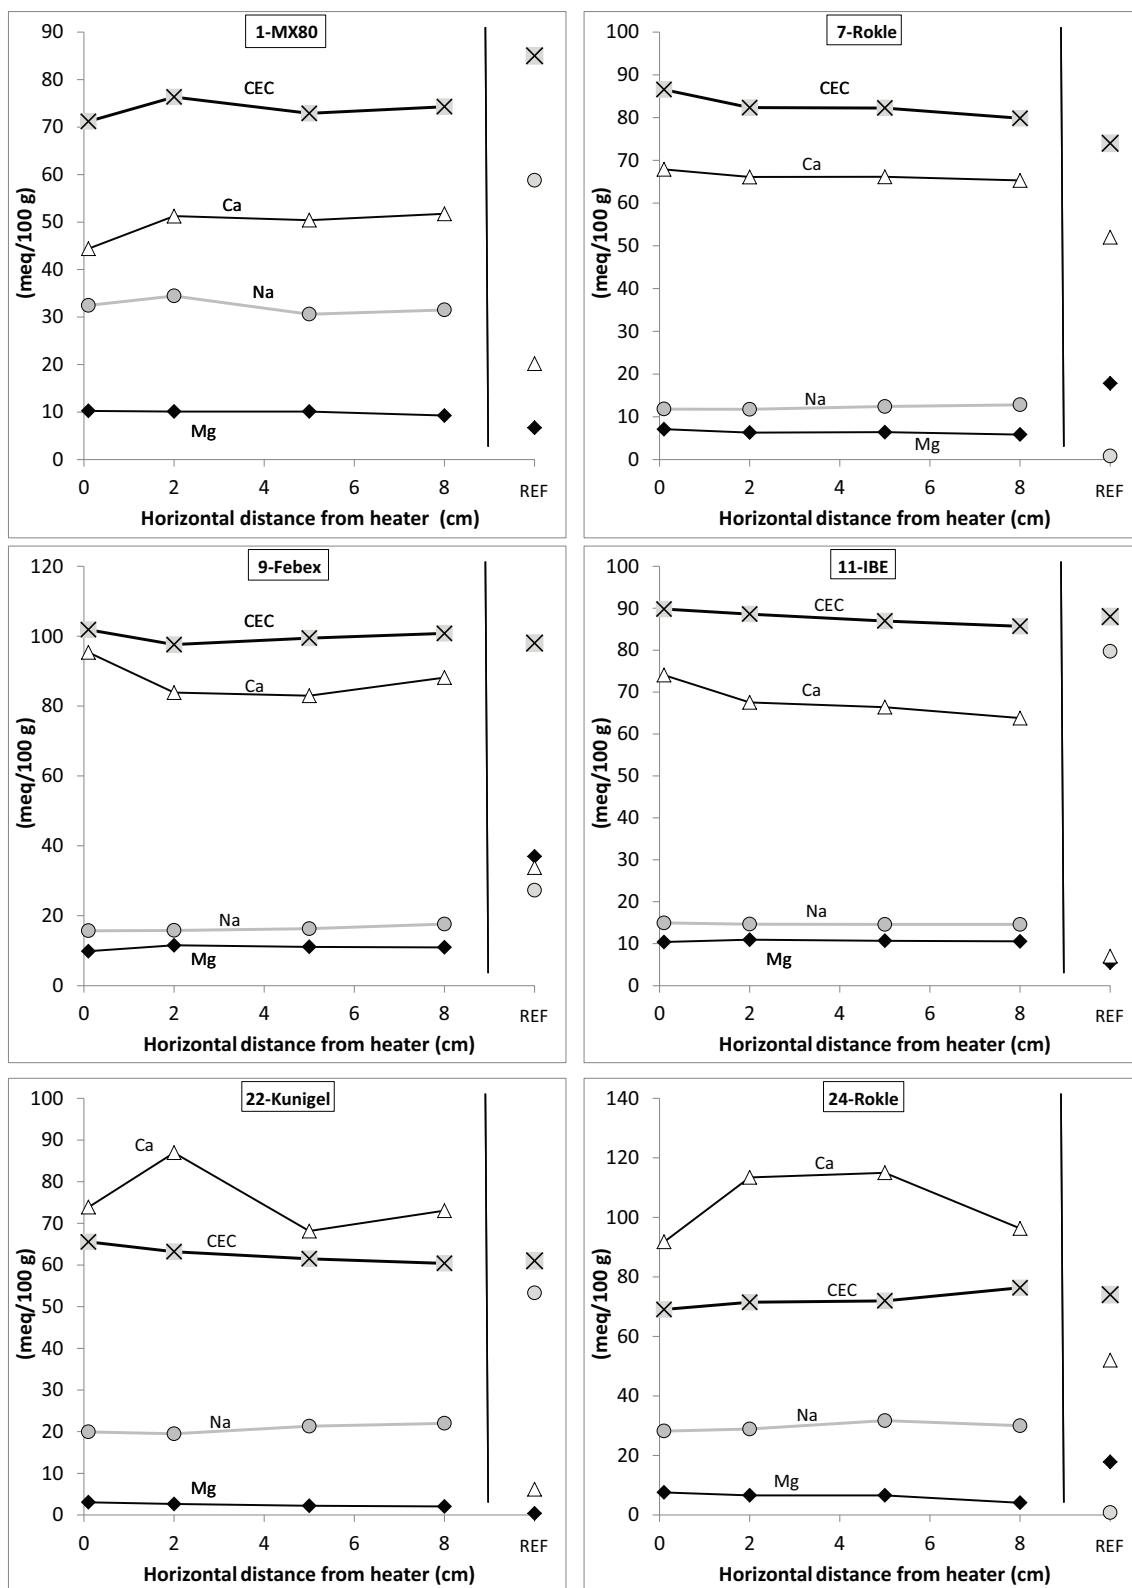 1-MX80
90
80
70
60
50
40
30
20
10
0
(meq/100 g)
CEC
Ca
Na
Mg
0 2 4 6 8 REF
Horizontal distance from heater (cm)
7-Rokle
100
90
80
70
60
50
40
30
20
10
0
(meq/100 g)
CEC
Ca
Na
Mg
0 2 4 6 8 REF
Horizontal distance from heater (cm)
9-Febex
120
100
80
60
40
20
0
(meq/100 g)
CEC
Ca
Na
Mg
0 2 4 6 8 REF
Horizontal distance from heater (cm)
11-IBE
100
90
80
70
60
50
40
30
20
10
0
(meq/100 g)
CEC
Ca
Na
Mg
0 2 4 6 8 REF
Horizontal distance from heater (cm)
22-Kunigel
100
90
80
70
60
50
40
30
20
10
0
(meq/100 g)
Ca
CEC
Na
Mg
0 2 4 6 8 REF
Horizontal distance from heater (cm)
24-Rokle
140
120
100
80
60
40
20
0
(meq/100 g)
Ca
CEC
Na
Mg
0 2 4 6 8 REF
Horizontal distance from heater (cm)